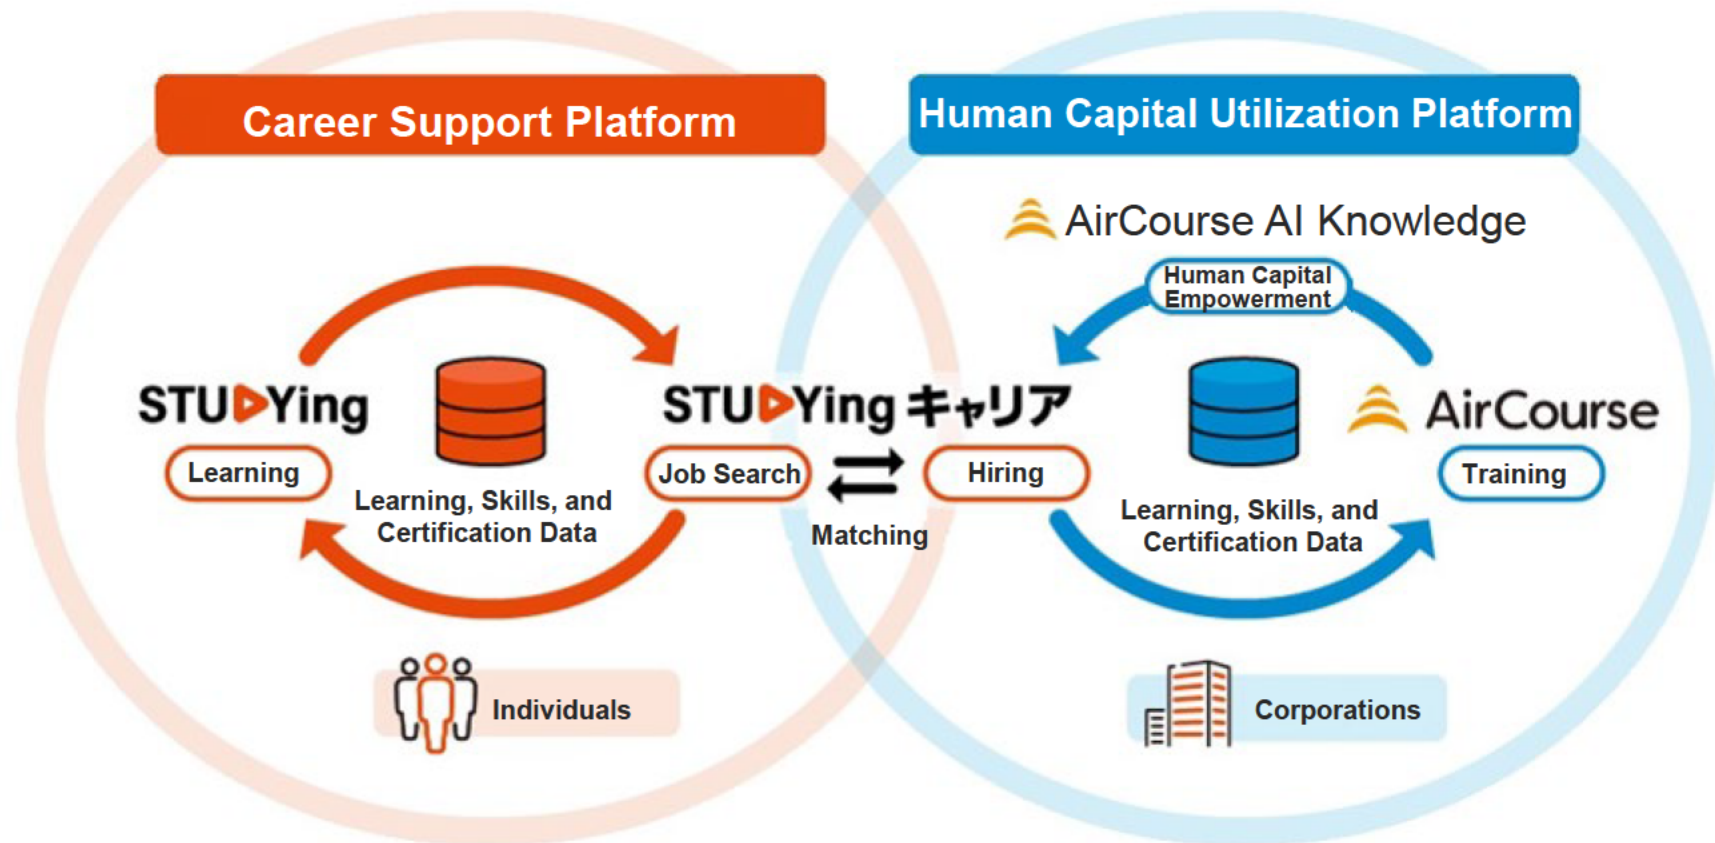 Career Support Platform
Human Capital Utilization Platform
AirCourse AI Knowledge
Human Capital
Empowerment
STUDYing
STUDYing キャリア
AirCourse
Learning
Job Search
Hiring
Training
Learning, Skills, and
Certification Data
Matching
Learning, Skills, and
Certification Data
Individuals
Corporations